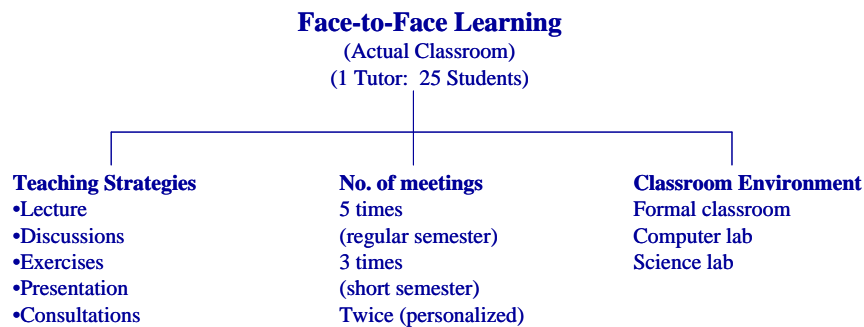 Face-to-Face Learning
(Actual Classroom)
(1 Tutor:  25 Students)
Teaching Strategies
•Lecture
•Discussions
•Exercises
•Presentation
•Consultations
No. of meetings
5 times
(regular semester)
3 times
(short semester)
Twice (personalized)
Classroom Environment
Formal classroom
Computer lab
Science lab